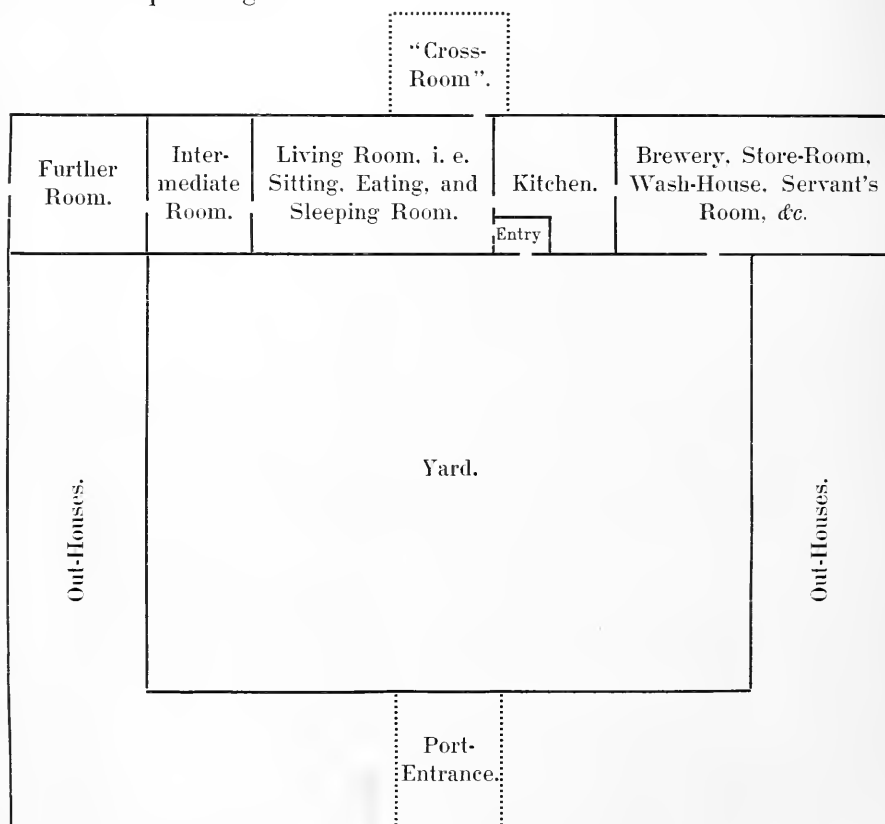 "Cross-
Room".
Further
Room.
Inter-
mediate
Room.
Living Room, i. e.
Sitting, Eating, and
Sleeping Room.
Kitchen.
Entry
Brewery, Store-Room,
Wash-House, Servant's
Room, &c.
Yard.
Out-Houses.
Out-Houses.
Port-
Entrance.